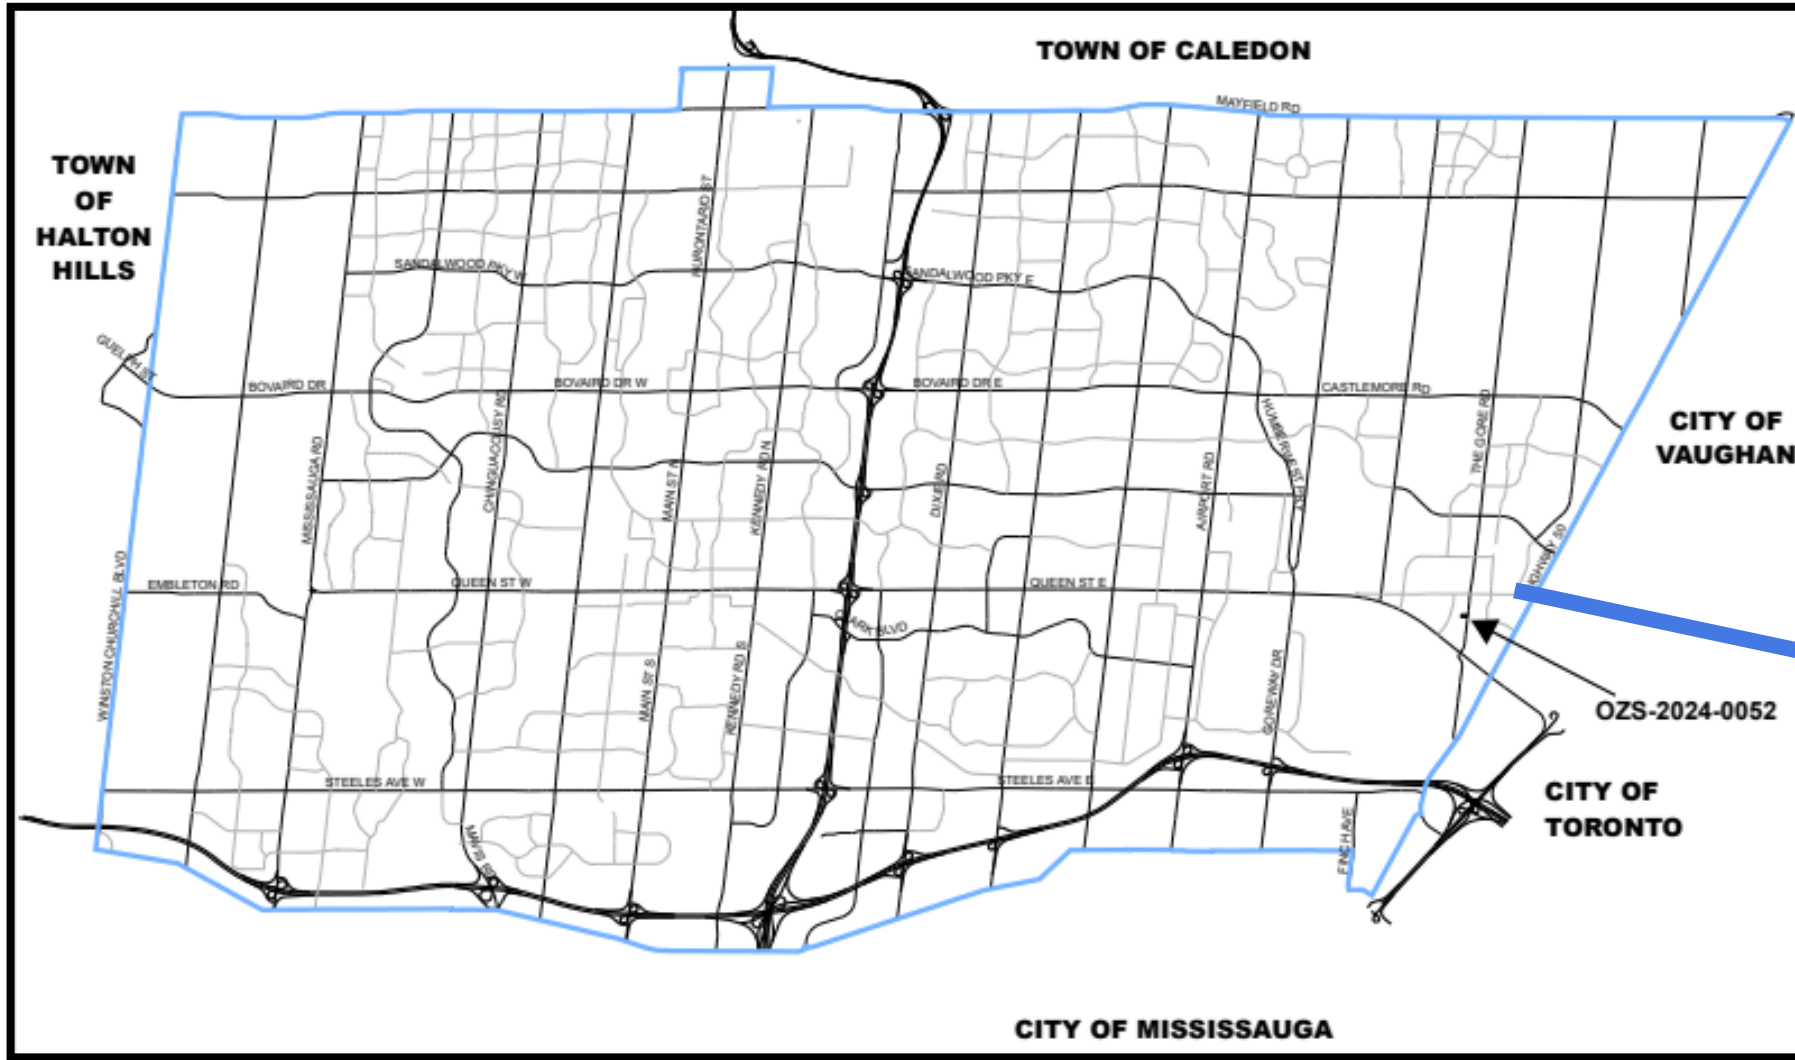 TOWN OF CALEDON
MAYFIELD RD
TOWN
OF
HALTON
HILLS
HURONTARIO ST
SANDALWOOD PKY W
SANDALWOOD PKY E
GUELPH ST
BOVAIRD DR
BOVAIRD DR W
BOVAIRD DR E
CASTLEMORE RD
CITY OF
VAUGHAN
MISSISSAUGA RD
CHINGUACOUSY RD
MAIN ST N
KENNEDY RD N
DIXIE RD
AIRPORT RD
HUMBERWEST PKY
THE GORE RD
HIGHWAY 50
WINSTON CHURCHILL BLVD
EMBLETON RD
QUEEN ST W
QUEEN ST E
CLARK BLVD
MAIN ST S
KENNEDY RD S
GOREWAY DR
OZS-2024-0052
STEELES AVE W
STEELES AVE E
CITY OF
TORONTO
FINCH AVE
MAVIS RD
CITY OF MISSISSAUGA